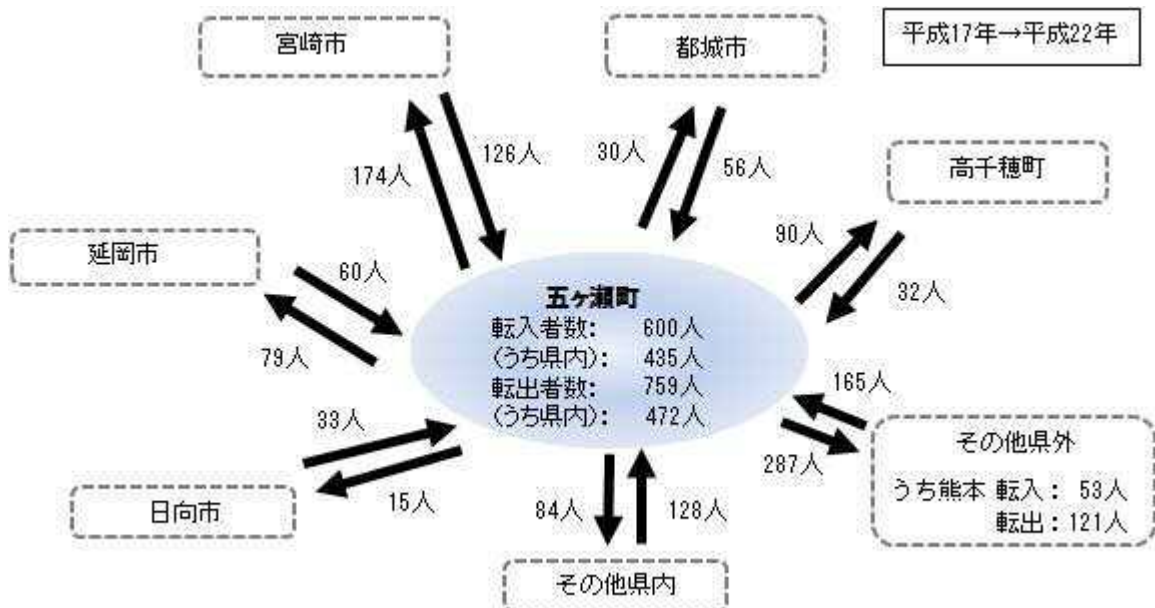 宮崎市
都城市
平成17年→平成22年
174人
126人
30人
56人
高千穂町
90人
32人
延岡市
60人
79人
五ヶ瀬町
転入者数: 600人
(うち県内): 435人
転出者数: 759人
(うち県内): 472人
33人
15人
日向市
84人
128人
その他県内
165人
287人
その他県外
うち熊本 転入: 53人
転出:121人